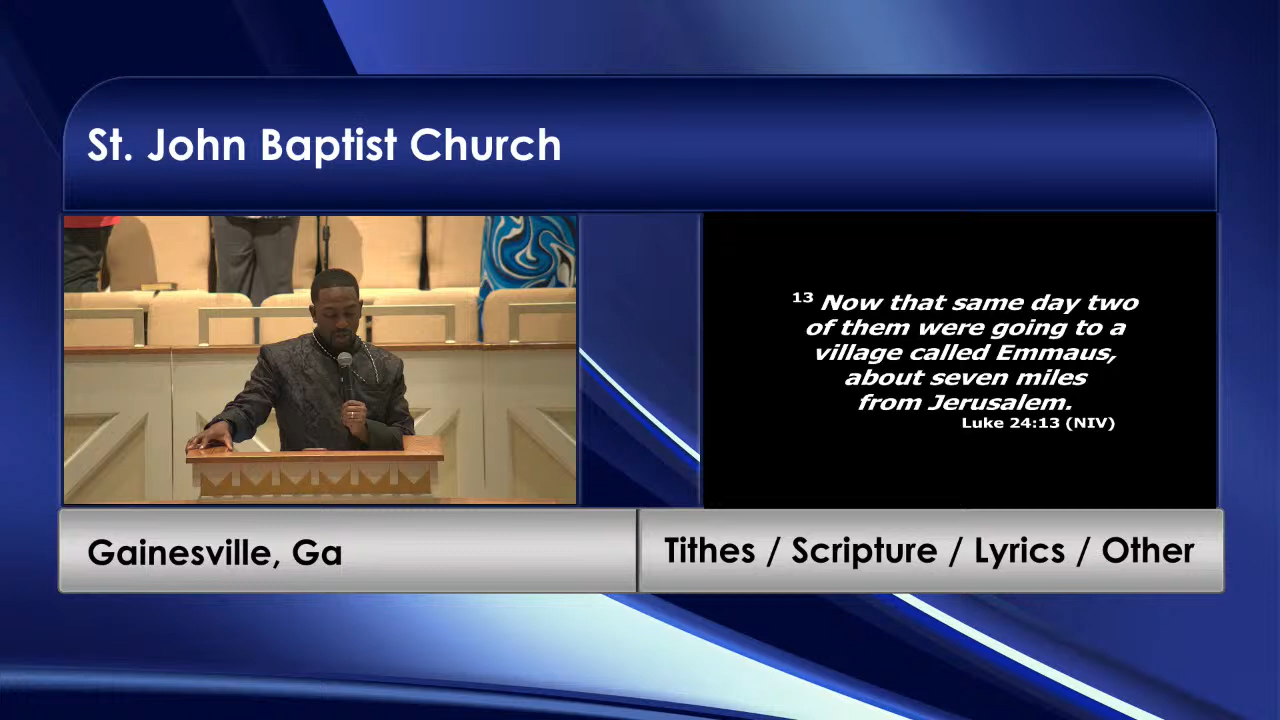 St. John Baptist Church
13 Now that same day two
of them were going to a
village called Emmaus,
about seven miles
from Jerusalem.
Luke 24:13 (NIV)
Gainesville, Ga
Tithes / Scripture / Lyrics / Other